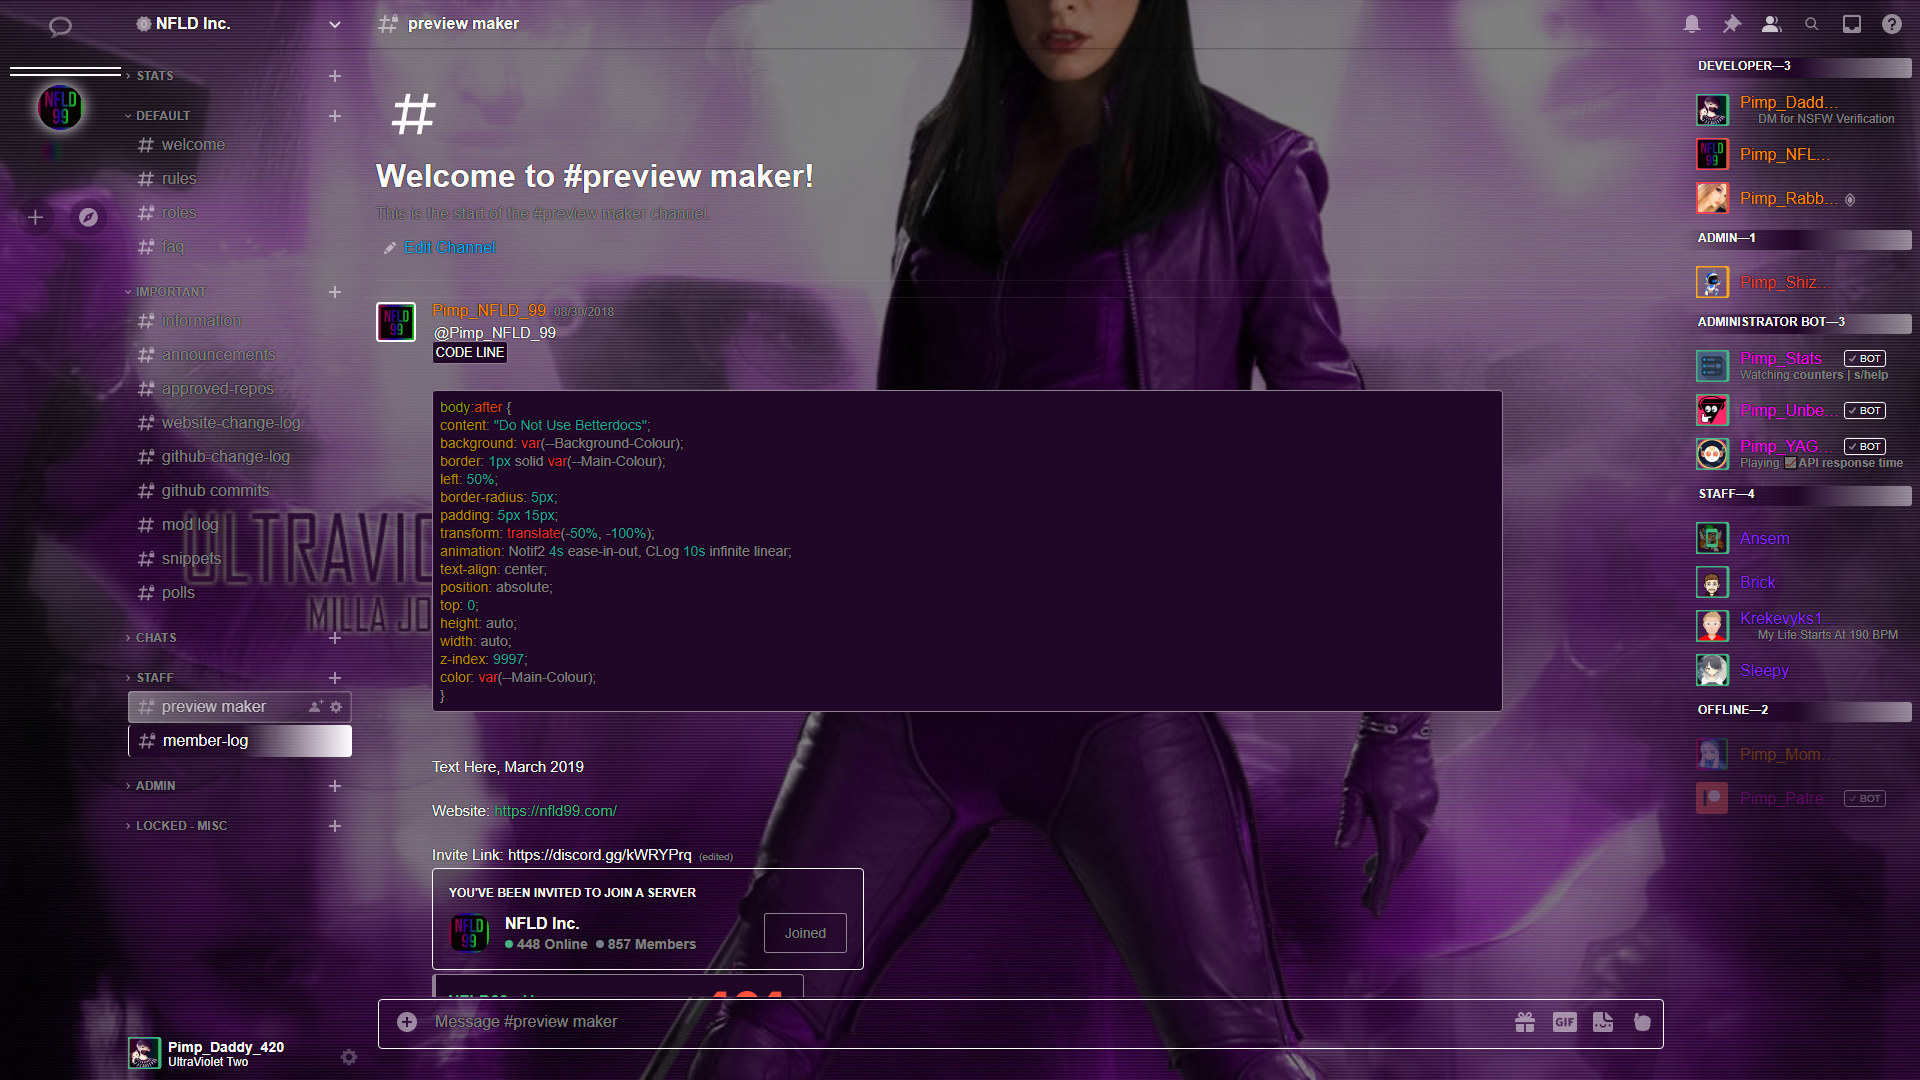 NFLD Inc.
STATS
NFLD
99
DEFAULT
welcome
rules
roles
faq
IMPORTANT
information
announcements
approved-repos
website-change-log
github-change-log
github commits
mod log
snippets
polls
CHATS
STAFF
preview maker
member-log
ADMIN
LOCKED - MISC
Pimp_Daddy_420
UltraViolet Two
ULTRAVIO
MILLA JO
preview maker
Welcome to #preview maker!
This is the start of the #preview maker channel.
Edit Channel
NFLD
99
Pimp_NFLD_99 08/30/2018
@Pimp_NFLD_99
CODE LINE
body:after {
content: "Do Not Use Betterdocs";
background: var(--Background-Colour);
border: 1px solid var(--Main-Colour);
left: 50%;
border-radius: 5px;
padding: 5px 15px;
transform: translate(-50%, -100%);
animation: Notif2 4s ease-in-out, CLog 10s infinite linear;
text-align: center;
position: absolute;
top: 0;
height: auto;
width: auto;
z-index: 9997;
color: var(--Main-Colour);
}
Text Here, March 2019
Website: https://nfld99.com/
Invite Link: https://discord.gg/kWRYPrq (edited)
YOU'VE BEEN INVITED TO JOIN A SERVER
NFLD
99
NFLD Inc.
448 Online 857 Members
Joined
Message #preview maker
GIF
DEVELOPER—3
Pimp_Dadd...
DM for NSFW Verification
NFLD
99
Pimp_NFL...
Pimp_Rabb...
ADMIN—1
Pimp_Shiz...
ADMINISTRATOR BOT—3
Pimp_Stats ✓ BOT
Watching counters | s/help
Pimp_Unbe... ✓ BOT
Pimp_YAG... ✓ BOT
Playing API response time
STAFF—4
Ansem
Brick
Krekevyks1...
My Life Starts At 190 BPM
Sleepy
OFFLINE—2
Pimp_Mom...
Pimp_Patre... ✓ BOT